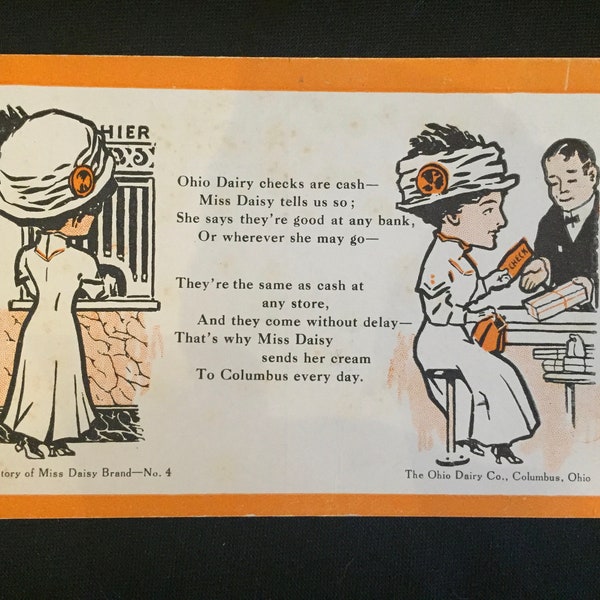 HIER
Ohio Dairy checks are cash—
Miss Daisy tells us so;
She says they're good at any bank,
Or wherever she may go—
They're the same as cash at
any store,
And they come without delay—
That's why Miss Daisy
sends her cream
To Columbus every day.
CHECK
tory of Miss Daisy Brand—No. 4
The Ohio Dairy Co., Columbus, Ohio